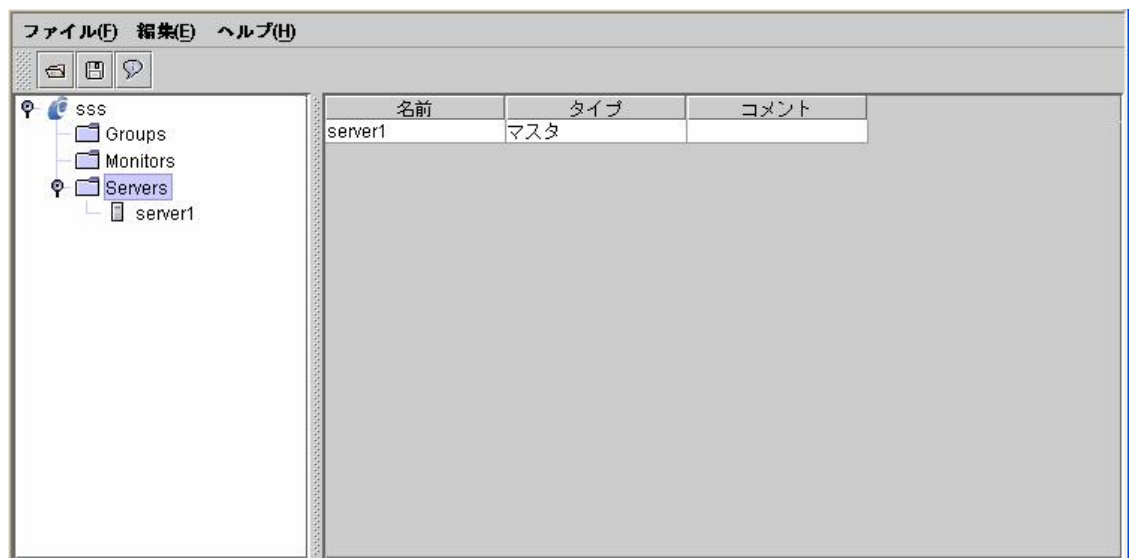 ファイル(F) 編集(E) ヘルプ(H)
sss
Groups
Monitors
Servers
server1
名前 タイプ コメント
server1 マスタ